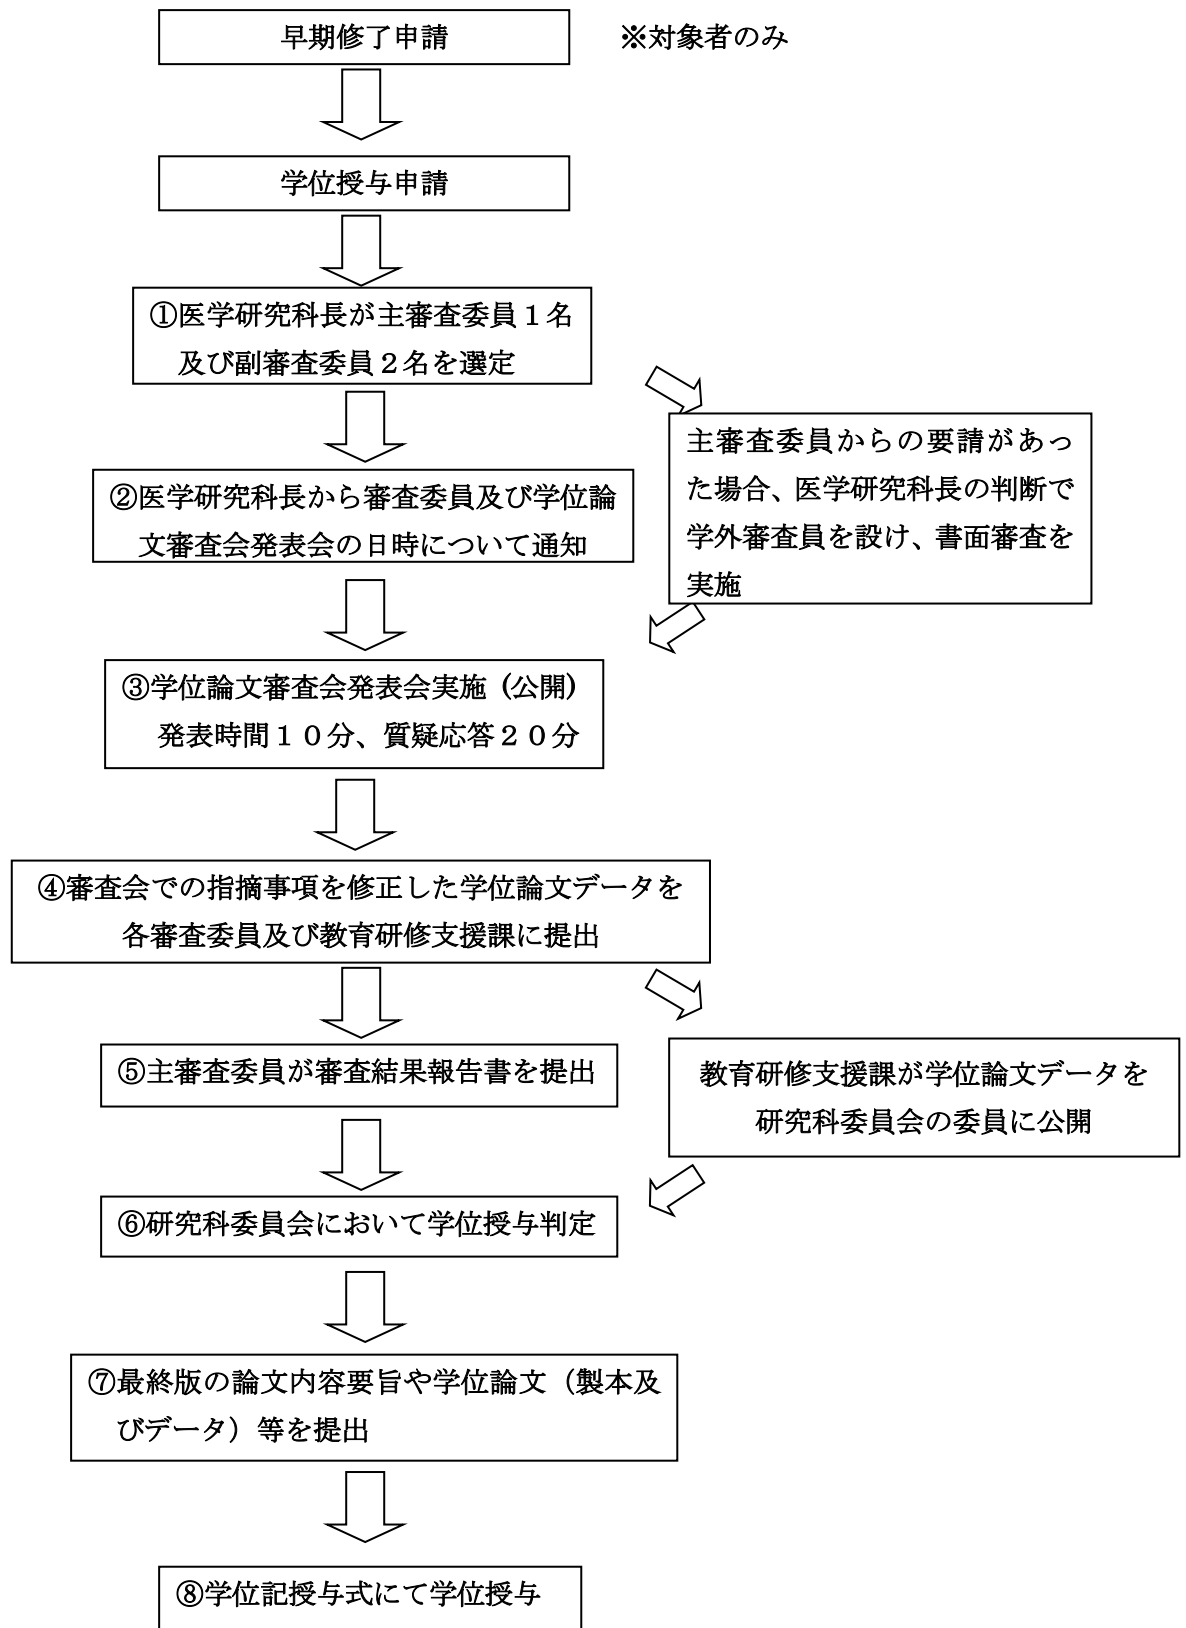 早期修了申請
※対象者のみ
学位授与申請
①医学研究科長が主審査委員１名
及び副審査委員２名を選定
主審査委員からの要請があっ
た場合、医学研究科長の判断で
学外審査員を設け、書面審査を
実施
②医学研究科長から審査委員及び学位論
文審査会発表会の日時について通知
③学位論文審査会発表会実施（公開）
発表時間１０分、質疑応答２０分
④審査会での指摘事項を修正した学位論文データを
各審査委員及び教育研修支援課に提出
⑤主審査委員が審査結果報告書を提出
教育研修支援課が学位論文データを
研究科委員会の委員に公開
⑥研究科委員会において学位授与判定
⑦最終版の論文内容要旨や学位論文（製本及
びデータ）等を提出
⑧学位記授与式にて学位授与